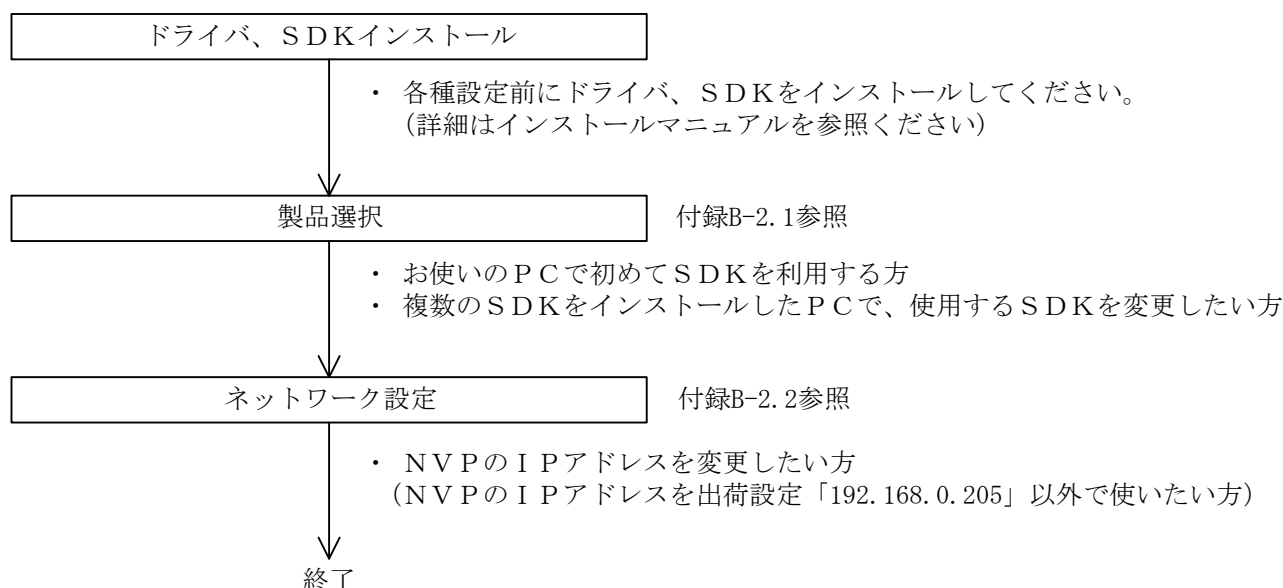 ドライバ、ＳＤＫインストール
・ 各種設定前にドライバ、ＳＤＫをインストールしてください。
(詳細はインストールマニュアルを参照ください)
製品選択
付録B-2.1参照
・ お使いのＰＣで初めてＳＤＫを利用する方
・ 複数のＳＤＫをインストールしたＰＣで、使用するＳＤＫを変更したい方
ネットワーク設定
付録B-2.2参照
・ ＮＶＰのＩＰアドレスを変更したい方
(ＮＶＰのＩＰアドレスを出荷設定「192.168.0.205」以外で使いたい方)
終了